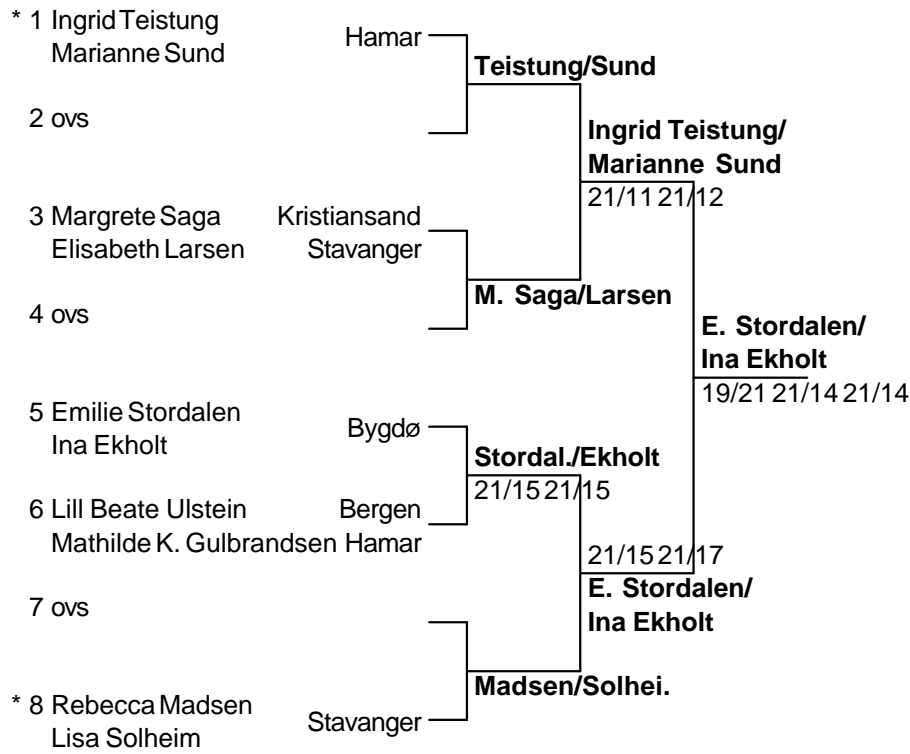 * 1 Ingrid Teistung Hamar
Marianne Sund
Teistung/Sund
2 ovs
Ingrid Teistung/
Marianne Sund
21/11 21/12
3 Margrete Saga Kristiansand
Elisabeth Larsen Stavanger
M. Saga/Larsen
4 ovs
E. Stordalen/
Ina Ekholt
19/21 21/14 21/14
5 Emilie Stordalen Bygdø
Ina Ekholt
Stordal./Ekholt
21/15 21/15
6 Lill Beate Ulstein Bergen
Mathilde K. Gulbrandsen Hamar
21/15 21/17
E. Stordalen/
Ina Ekholt
7 ovs
Madsen/Solhei.
* 8 Rebecca Madsen Stavanger
Lisa Solheim